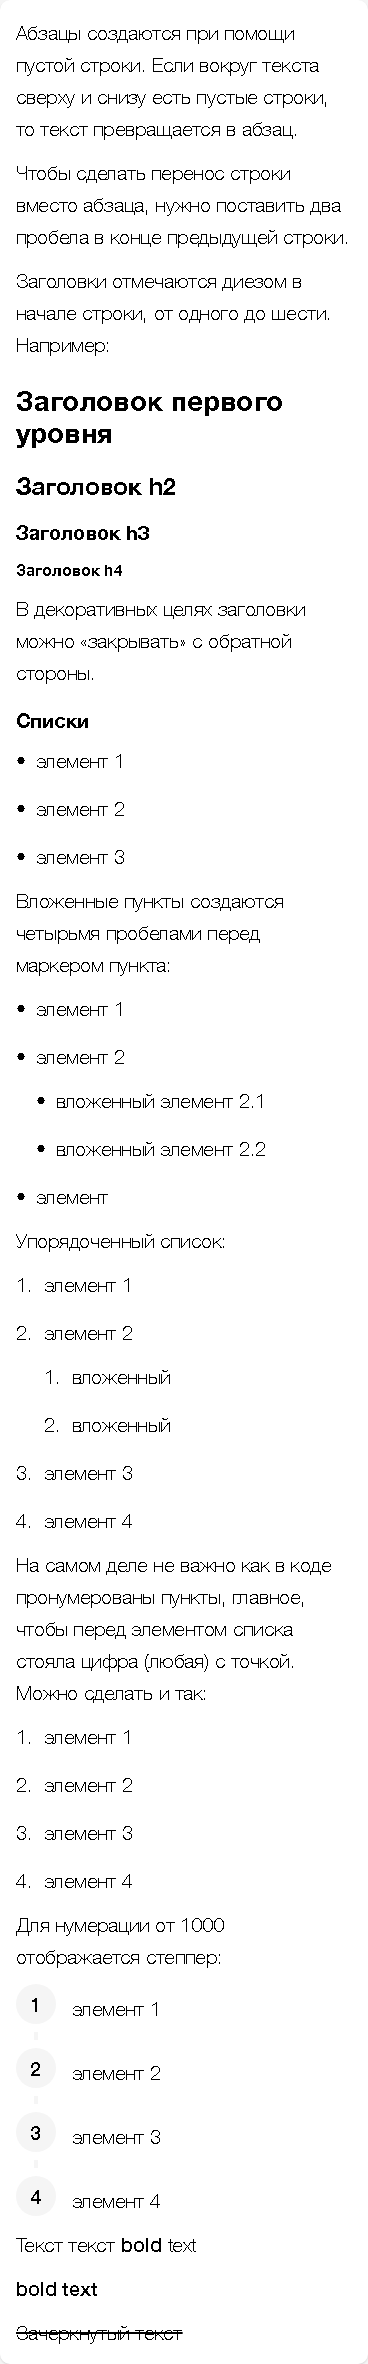 Абзацы создаются при помощи
пустой строки. Если вокруг текста
сверху и снизу есть пустые строки,
то текст превращается в абзац.
Чтобы сделать перенос строки
вместо абзаца, нужно поставить два
пробела в конце предыдущей строки.
Заголовки отмечаются диезом в
начале строки, от одного до шести.
Например:
Заголовок первого
уровня
Заголовок h2
Заголовок h3
Заголовок h4
В декоративных целях заголовки
можно «закрывать» с обратной
стороны.
Списки
• элемент 1
• элемент 2
• элемент 3
Вложенные пункты создаются
четырьмя пробелами перед
маркером пункта:
• элемент 1
• элемент 2
• вложенный элемент 2.1
• вложенный элемент 2.2
• элемент
Упорядоченный список:
1. элемент 1
2. элемент 2
1. вложенный
2. вложенный
3. элемент 3
4. элемент 4
На самом деле не важно как в коде
пронумерованы пункты, главное,
чтобы перед элементом списка
стояла цифра (любая) с точкой.
Можно сделать и так:
1. элемент 1
2. элемент 2
3. элемент 3
4. элемент 4
Для нумерации от 1000
отображается степпер:
1 элемент 1
2 элемент 2
3 элемент 3
4 элемент 4
Текст текст bold text
bold text
Зачеркнутый текст